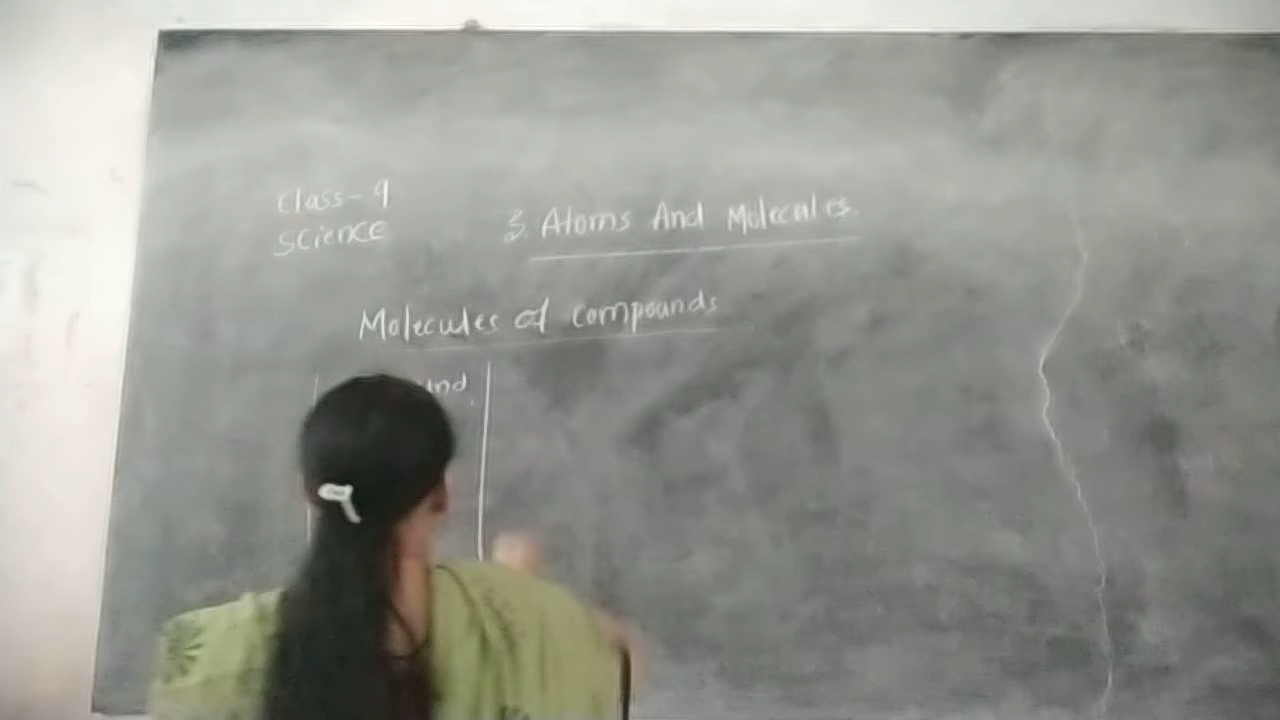 Class-9
Science
3. Atoms And Molecules.
Molecules of compounds